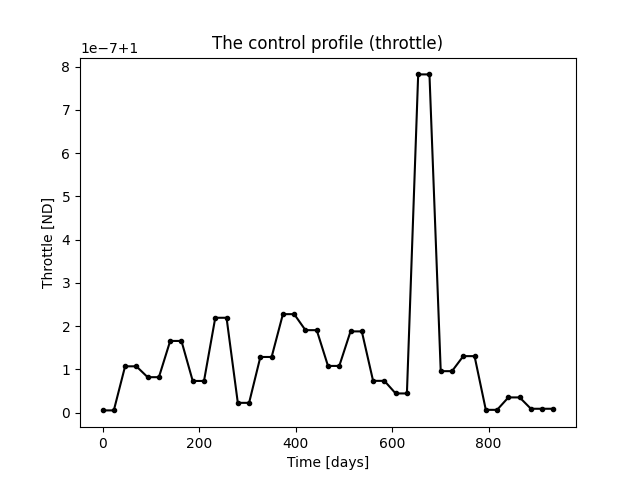 The control profile (throttle)
1e−7+1
8
7
6
5
4
3
2
1
0
Throttle [ND]
0 200 400 600 800
Time [days]